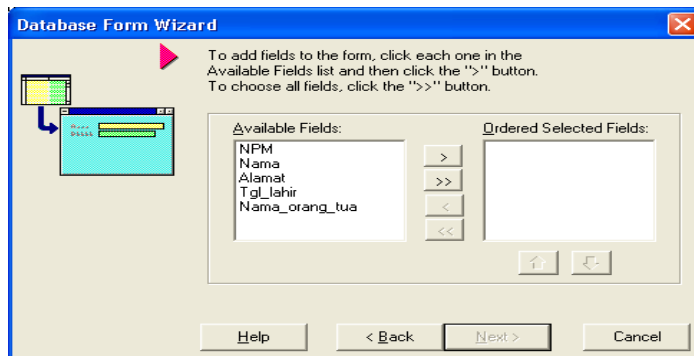 Database Form Wizard
To add fields to the form, click each one in the
Available Fields list and then click the ">" button.
To choose all fields, click the ">>" button.
Available Fields:
Ordered Selected Fields:
NPM
Nama
Alamat
Tgl_lahir
Nama_orang_tua
>
>>
<
<<
Help
< Back
Next >
Cancel